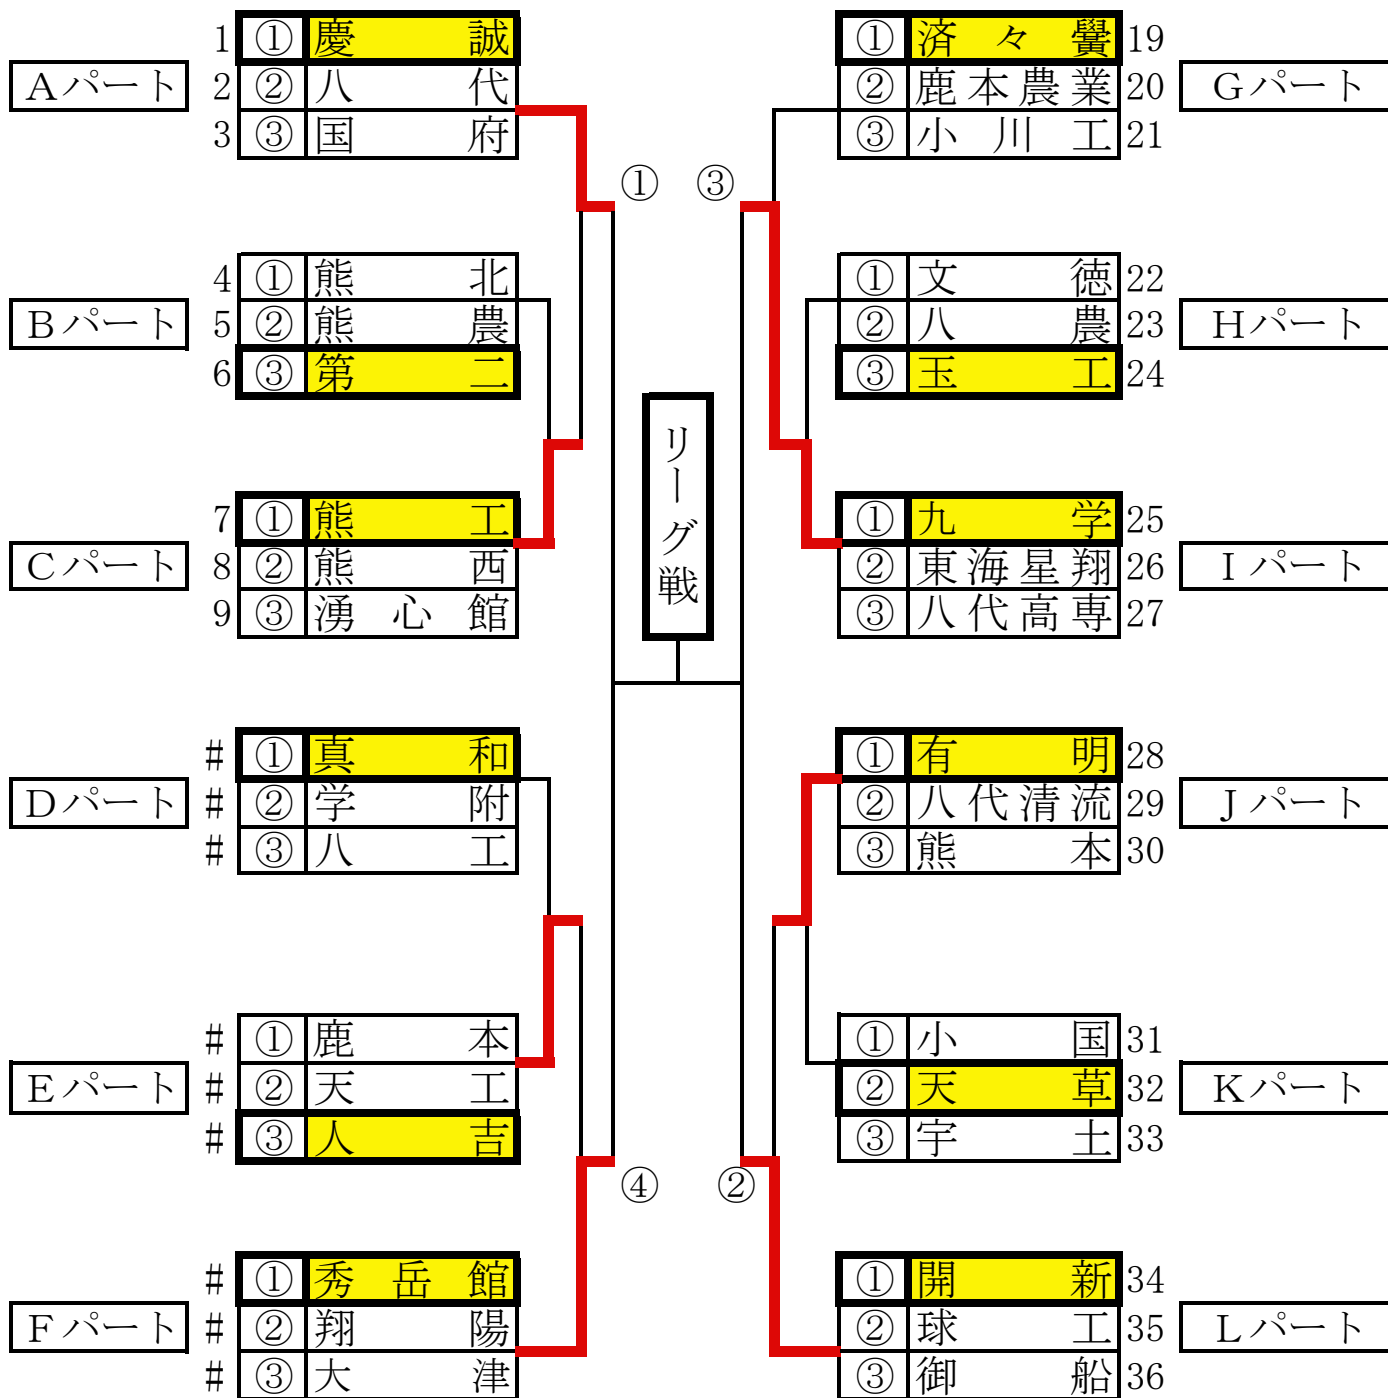 Aパート
1 ① 慶誠
2 ② 八代
3 ③ 国府
Bパート
4 ① 熊北
5 ② 熊農
6 ③ 第二
Cパート
7 ① 熊工
8 ② 熊西
9 ③ 湧心館
Dパート
# ① 真和
# ② 学附
# ③ 八工
Eパート
# ① 鹿本
# ② 天工
# ③ 人吉
Fパート
# ① 秀岳館
# ② 翔陽
# ③ 大津
① ③
リーグ戦
④ ②
① 済々黌 19
② 鹿本農業 20
③ 小川工 21
Gパート
① 文徳 22
② 八農 23
③ 玉工 24
Hパート
① 九学 25
② 東海星翔 26
③ 八代高専 27
Iパート
① 有明 28
② 八代清流 29
③ 熊本 30
Jパート
① 小国 31
② 天草 32
③ 宇土 33
Kパート
① 開新 34
② 球工 35
③ 御船 36
Lパート